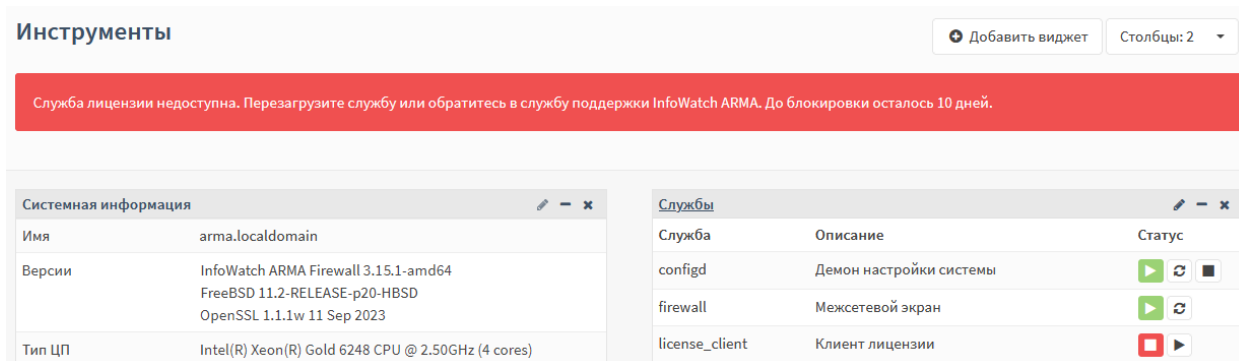 Инструменты
Добавить виджет
Столбцы: 2
Служба лицензии недоступна. Перезагрузите службу или обратитесь в службу поддержки InfoWatch ARMA. До блокировки осталось 10 дней.
Системная информация
Имя arma.localdomain
Версии InfoWatch ARMA Firewall 3.15.1-amd64
FreeBSD 11.2-RELEASE-p20-HBSD
OpenSSL 1.1.1w 11 Sep 2023
Тип ЦП Intel(R) Xeon(R) Gold 6248 CPU @ 2.50GHz (4 cores)
Службы
Служба Описание Статус
configd Демон настройки системы
firewall Межсетевой экран
license_client Клиент лицензии